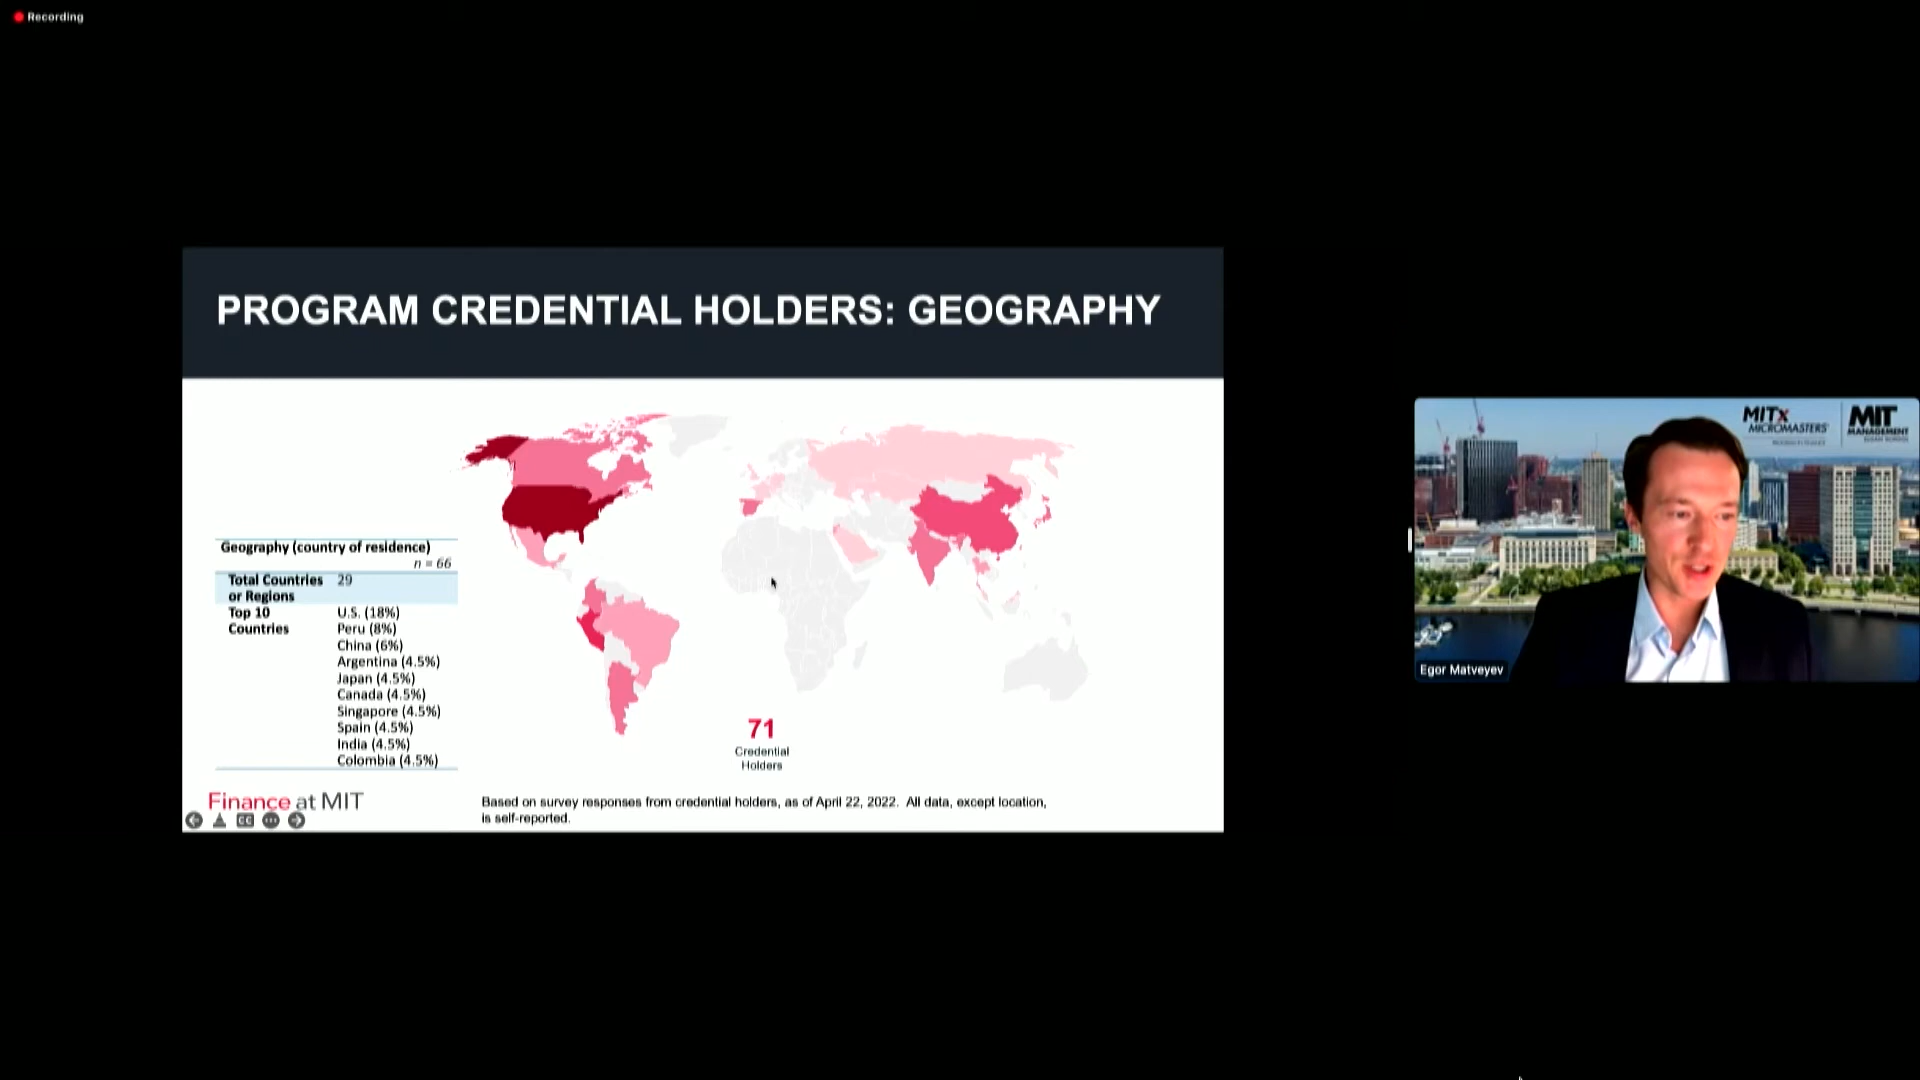 Recording
PROGRAM CREDENTIAL HOLDERS: GEOGRAPHY
Geography (country of residence)
n = 66
Total Countries 29
or Regions
Top 10 U.S. (18%)
Countries Peru (8%)
China (6%)
Argentina (4.5%)
Japan (4.5%)
Canada (4.5%)
Singapore (4.5%)
Spain (4.5%)
India (4.5%)
Colombia (4.5%)
71
Credential
Holders
Finance at MIT
CC
Based on survey responses from credential holders, as of April 22, 2022. All data, except location,
is self-reported.
MITx
MICROMASTERS
MIT
MANAGEMENT
SLOAN SCHOOL
Egor Matveyev